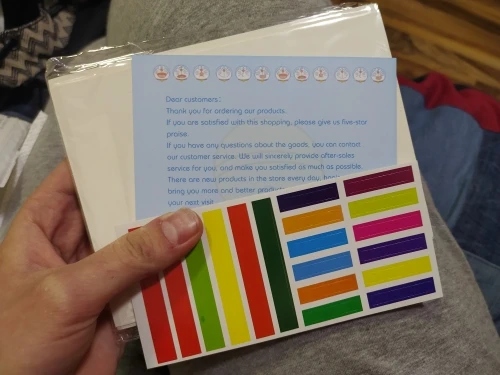 Dear customers:
Thank you for ordering our products.
If you are satisfied with this shopping, please give us five-star
praise.
If you have any questions about the goods, you can contact
our customer service. We will sincerely provide after-sales
service for you, and make you satisfied as much as possible.
There are new products in the store every day,
bring you more and better products
your next visit